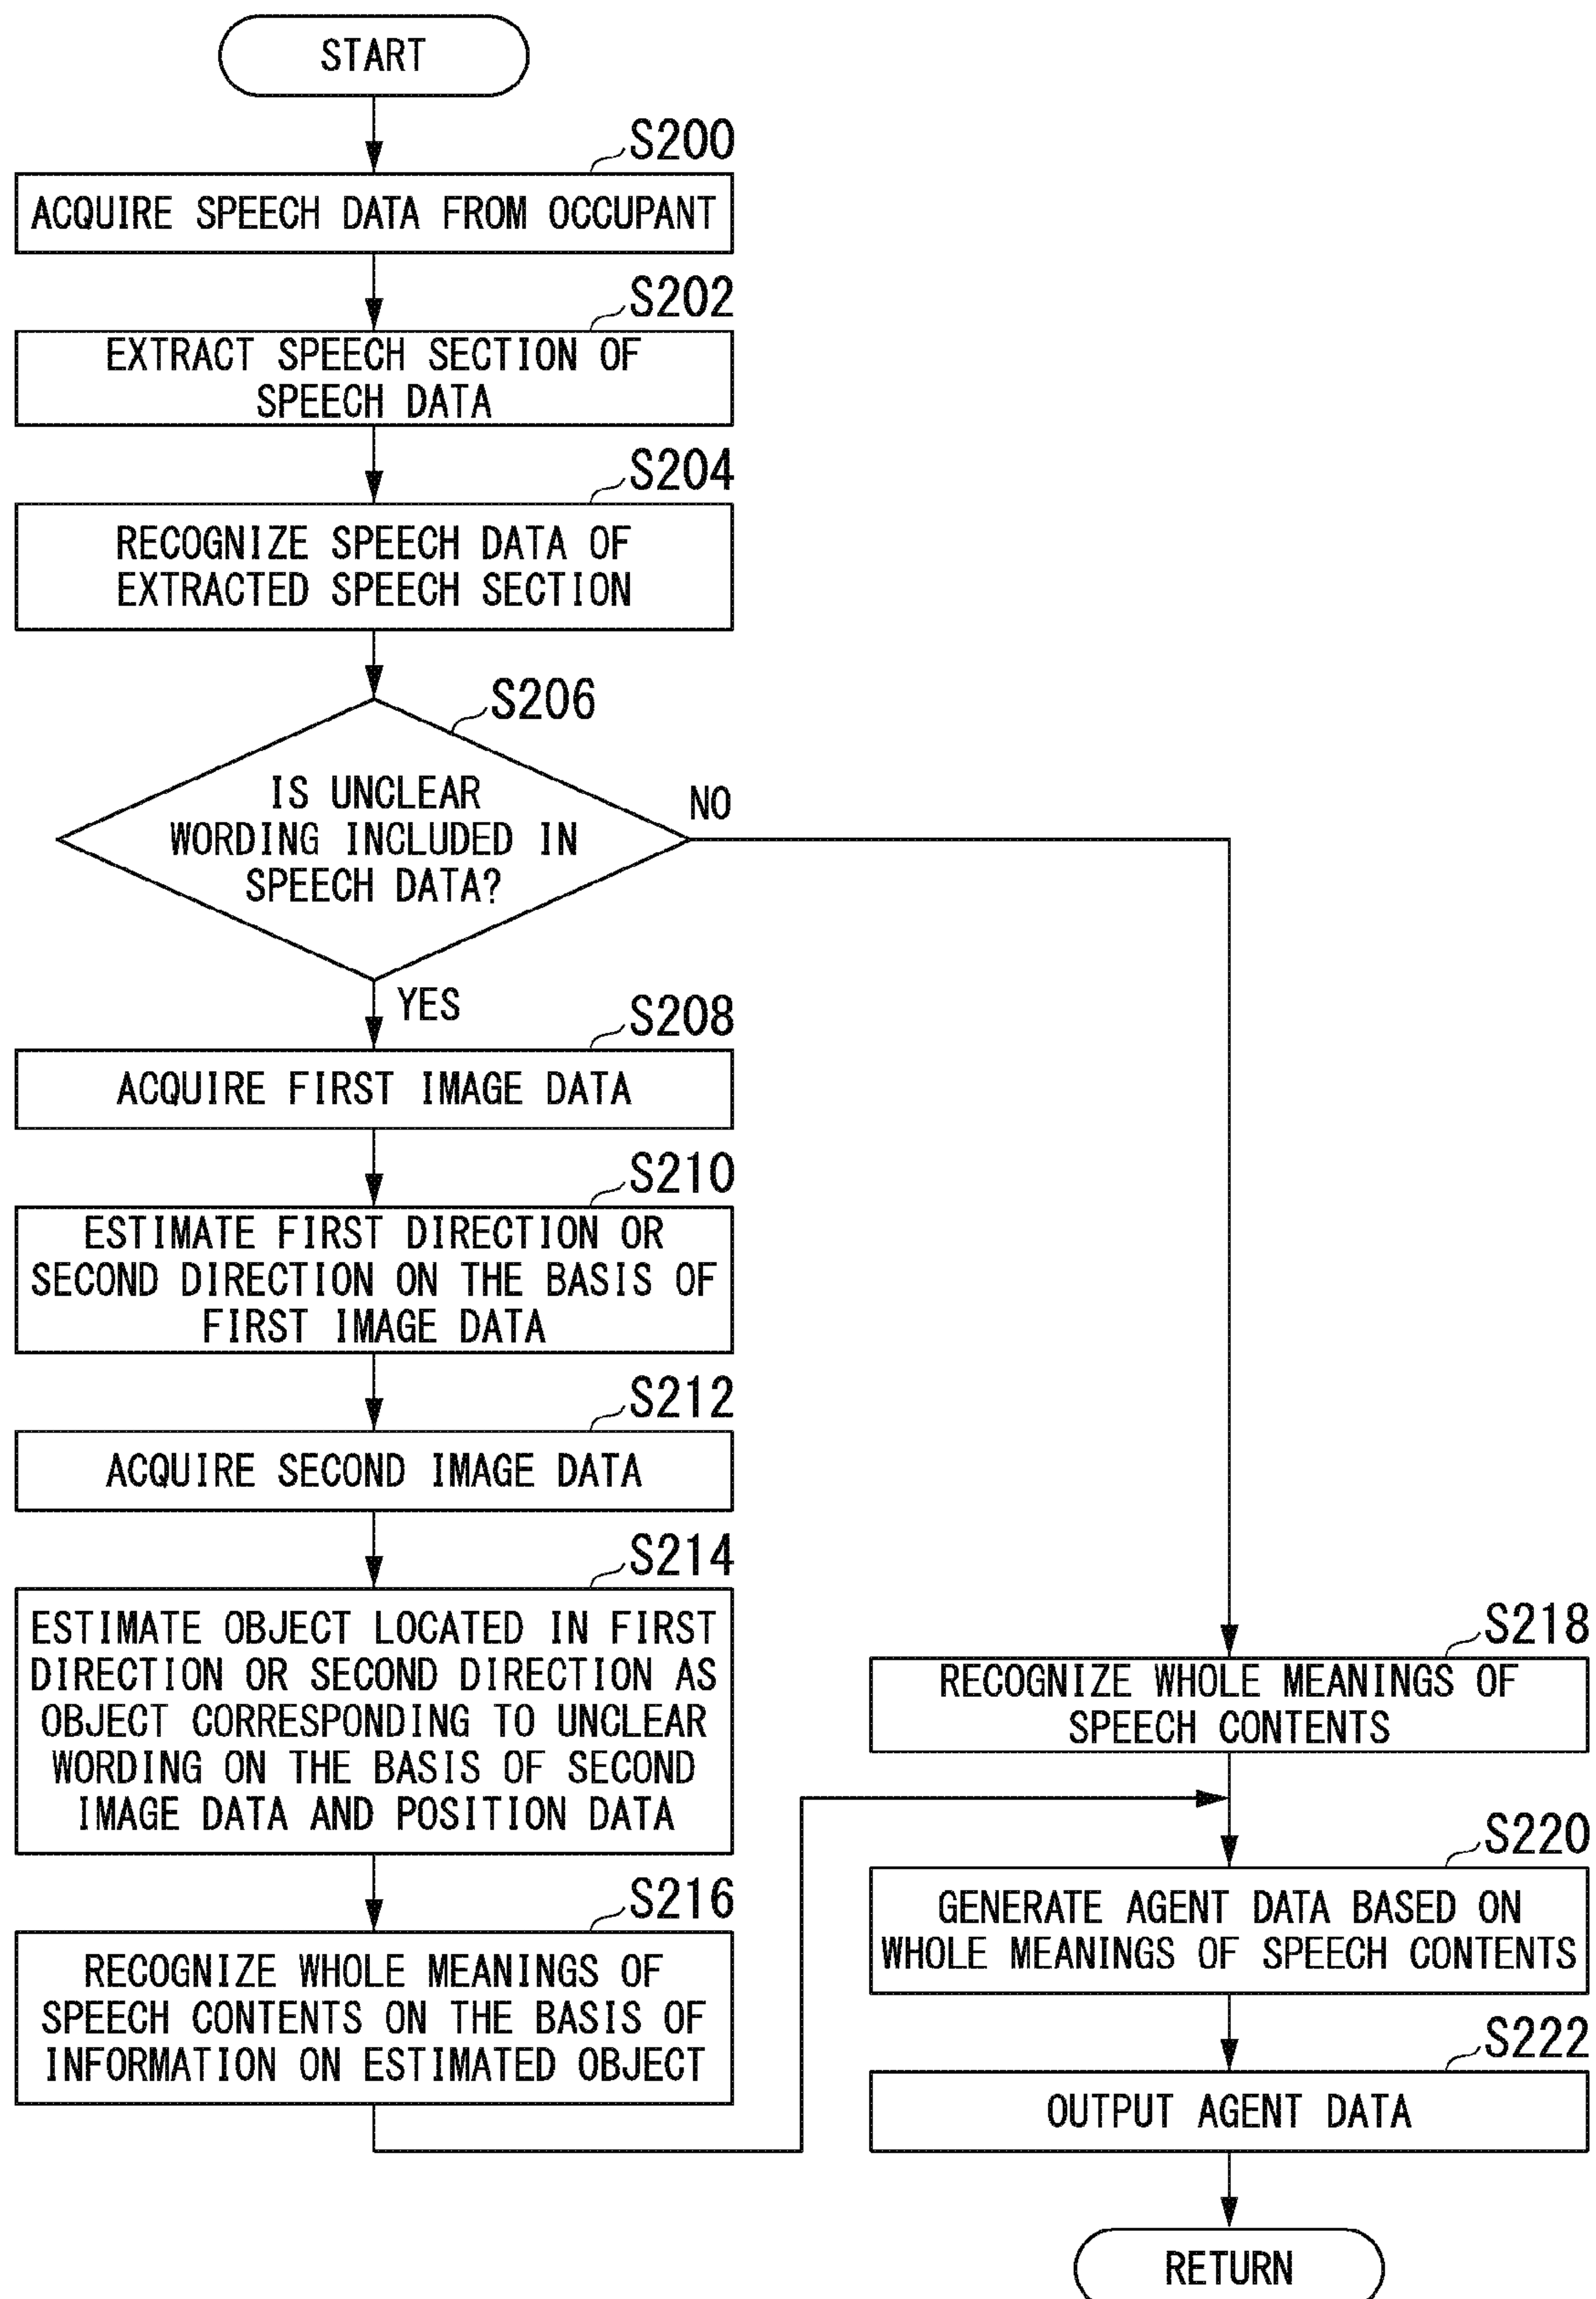 START
S200
ACQUIRE SPEECH DATA FROM OCCUPANT
S202
EXTRACT SPEECH SECTION OF
SPEECH DATA
S204
RECOGNIZE SPEECH DATA OF
EXTRACTED SPEECH SECTION
S206
IS UNCLEAR
WORDING INCLUDED IN
SPEECH DATA?
NO
YES
S208
ACQUIRE FIRST IMAGE DATA
S210
ESTIMATE FIRST DIRECTION OR
SECOND DIRECTION ON THE BASIS OF
FIRST IMAGE DATA
S212
ACQUIRE SECOND IMAGE DATA
S214
ESTIMATE OBJECT LOCATED IN FIRST
DIRECTION OR SECOND DIRECTION AS
OBJECT CORRESPONDING TO UNCLEAR
WORDING ON THE BASIS OF SECOND
IMAGE DATA AND POSITION DATA
S216
RECOGNIZE WHOLE MEANINGS OF
SPEECH CONTENTS ON THE BASIS OF
INFORMATION ON ESTIMATED OBJECT
S218
RECOGNIZE WHOLE MEANINGS OF
SPEECH CONTENTS
S220
GENERATE AGENT DATA BASED ON
WHOLE MEANINGS OF SPEECH CONTENTS
S222
OUTPUT AGENT DATA
RETURN